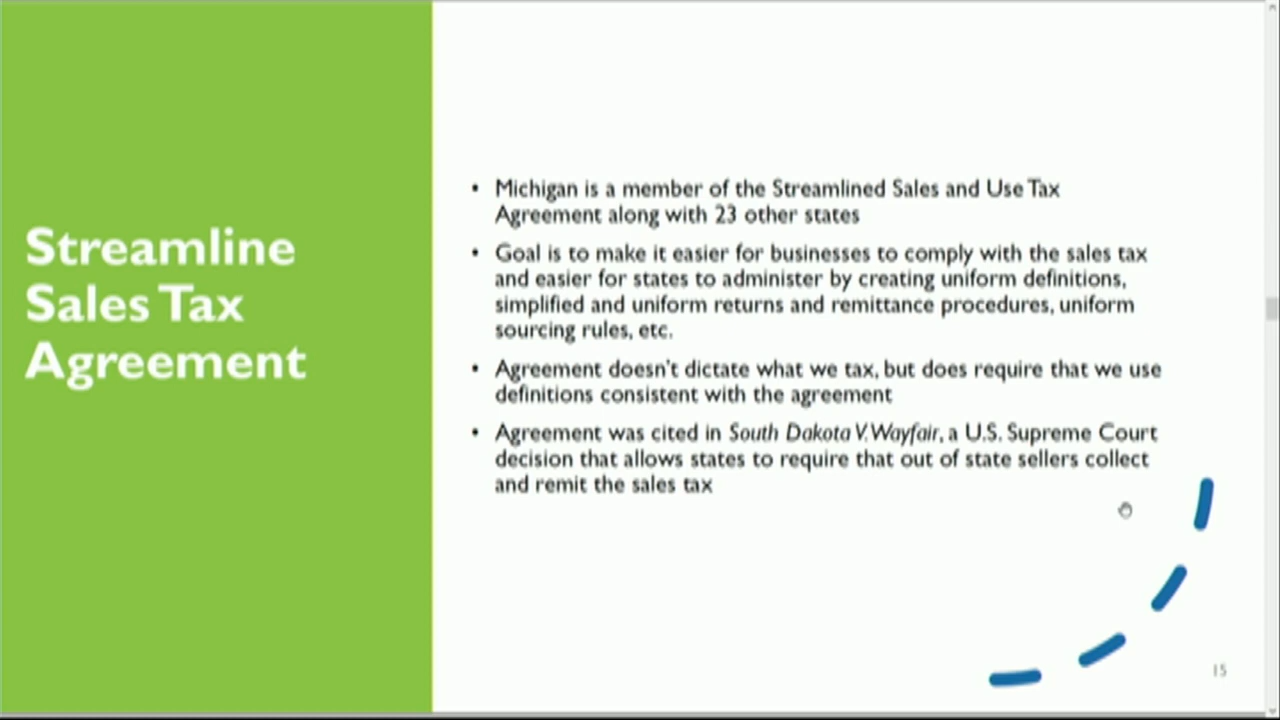 Streamline
Sales Tax
Agreement
• Michigan is a member of the Streamlined Sales and Use Tax
Agreement along with 23 other states
• Goal is to make it easier for businesses to comply with the sales tax
and easier for states to administer by creating uniform definitions,
simplified and uniform returns and remittance procedures, uniform
sourcing rules, etc.
• Agreement doesn't dictate what we tax, but does require that we use
definitions consistent with the agreement
• Agreement was cited in South Dakota V. Wayfair, a U.S. Supreme Court
decision that allows states to require that out of state sellers collect
and remit the sales tax
15